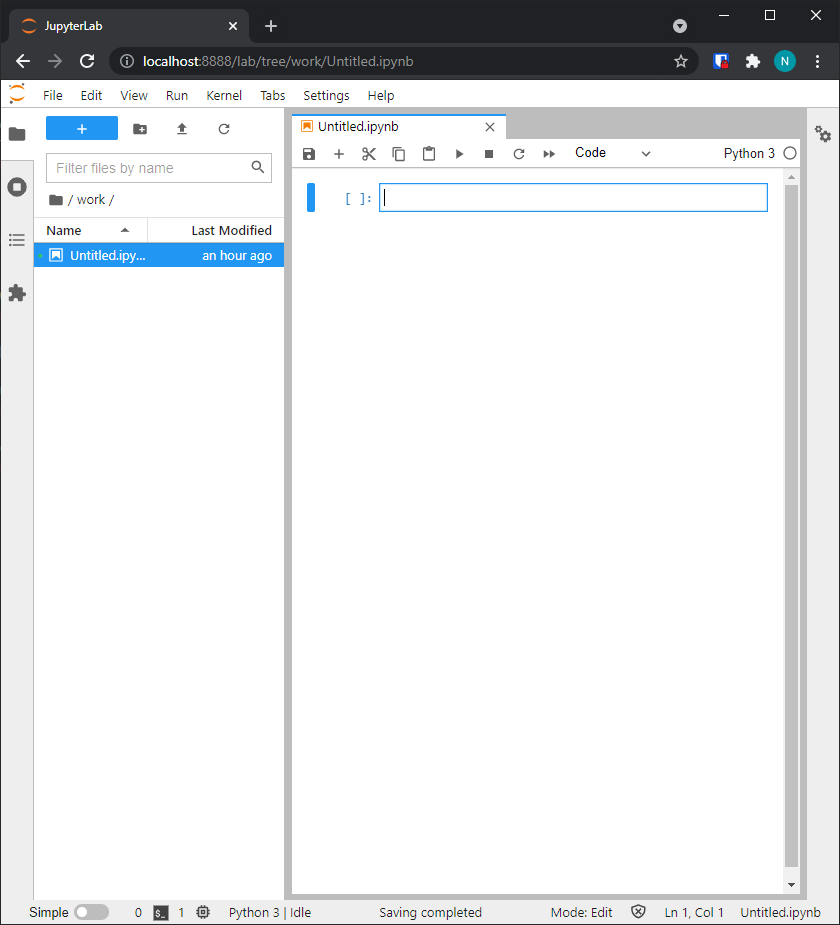 JupyterLab
localhost:8888/lab/tree/work/Untitled.ipynb
N
File Edit View Run Kernel Tabs Settings Help
Untitled.ipynb
Filter files by name
Code
Python 3
/ work /
[ ]:
Name Last Modified
Untitled.ipy... an hour ago
Simple 0 $_ 1 Python 3 | Idle Saving completed Mode: Edit Ln 1, Col 1 Untitled.ipynb